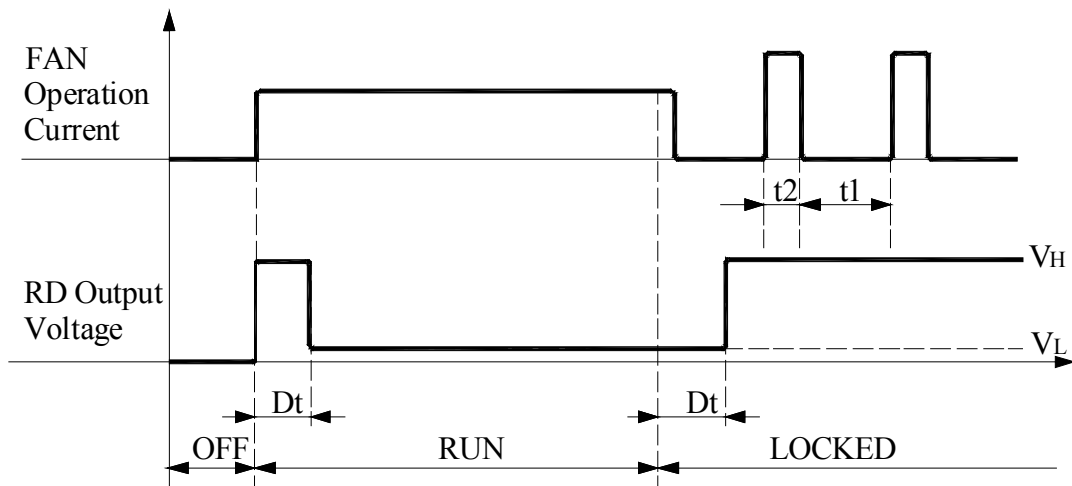 FAN
Operation
Current
t2
t1
VH
RD Output
Voltage
VL
Dt
Dt
OFF
RUN
LOCKED